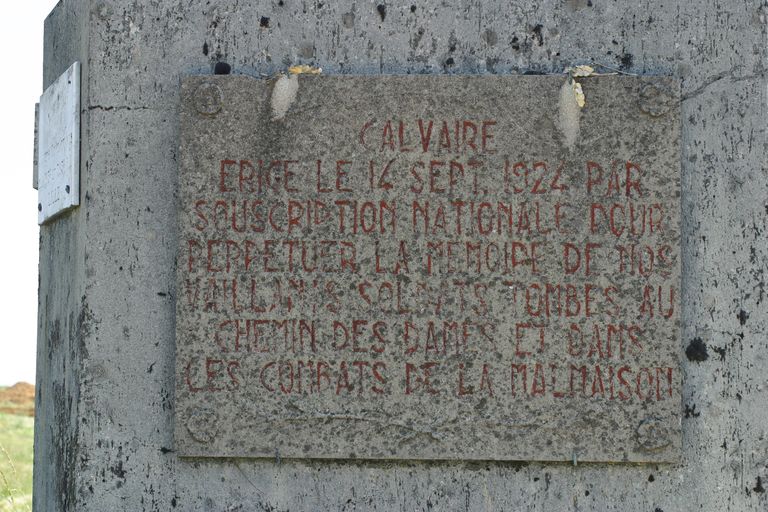 CALVAIRE
ERIGE LE 14 SEPT. 1924 PAR
SOUSCRIPTION NATIONALE POUR
PERPETUER LA MEMOIRE DE NOS
VAILLANTS SOLDATS TOMBES AU
CHEMIN DES DAMES ET DANS
LES COMBATS DE LA MALMAISON